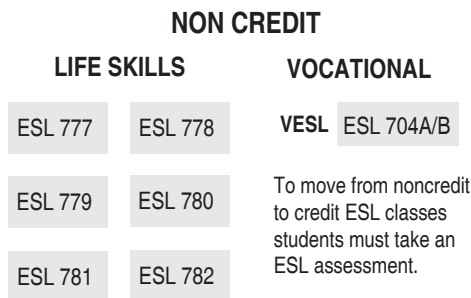 NON CREDIT
LIFE SKILLS
ESL 777 ESL 778
ESL 779 ESL 780
ESL 781 ESL 782
VOCATIONAL
VESL ESL 704A/B
To move from noncredit
to credit ESL classes
students must take an
ESL assessment.